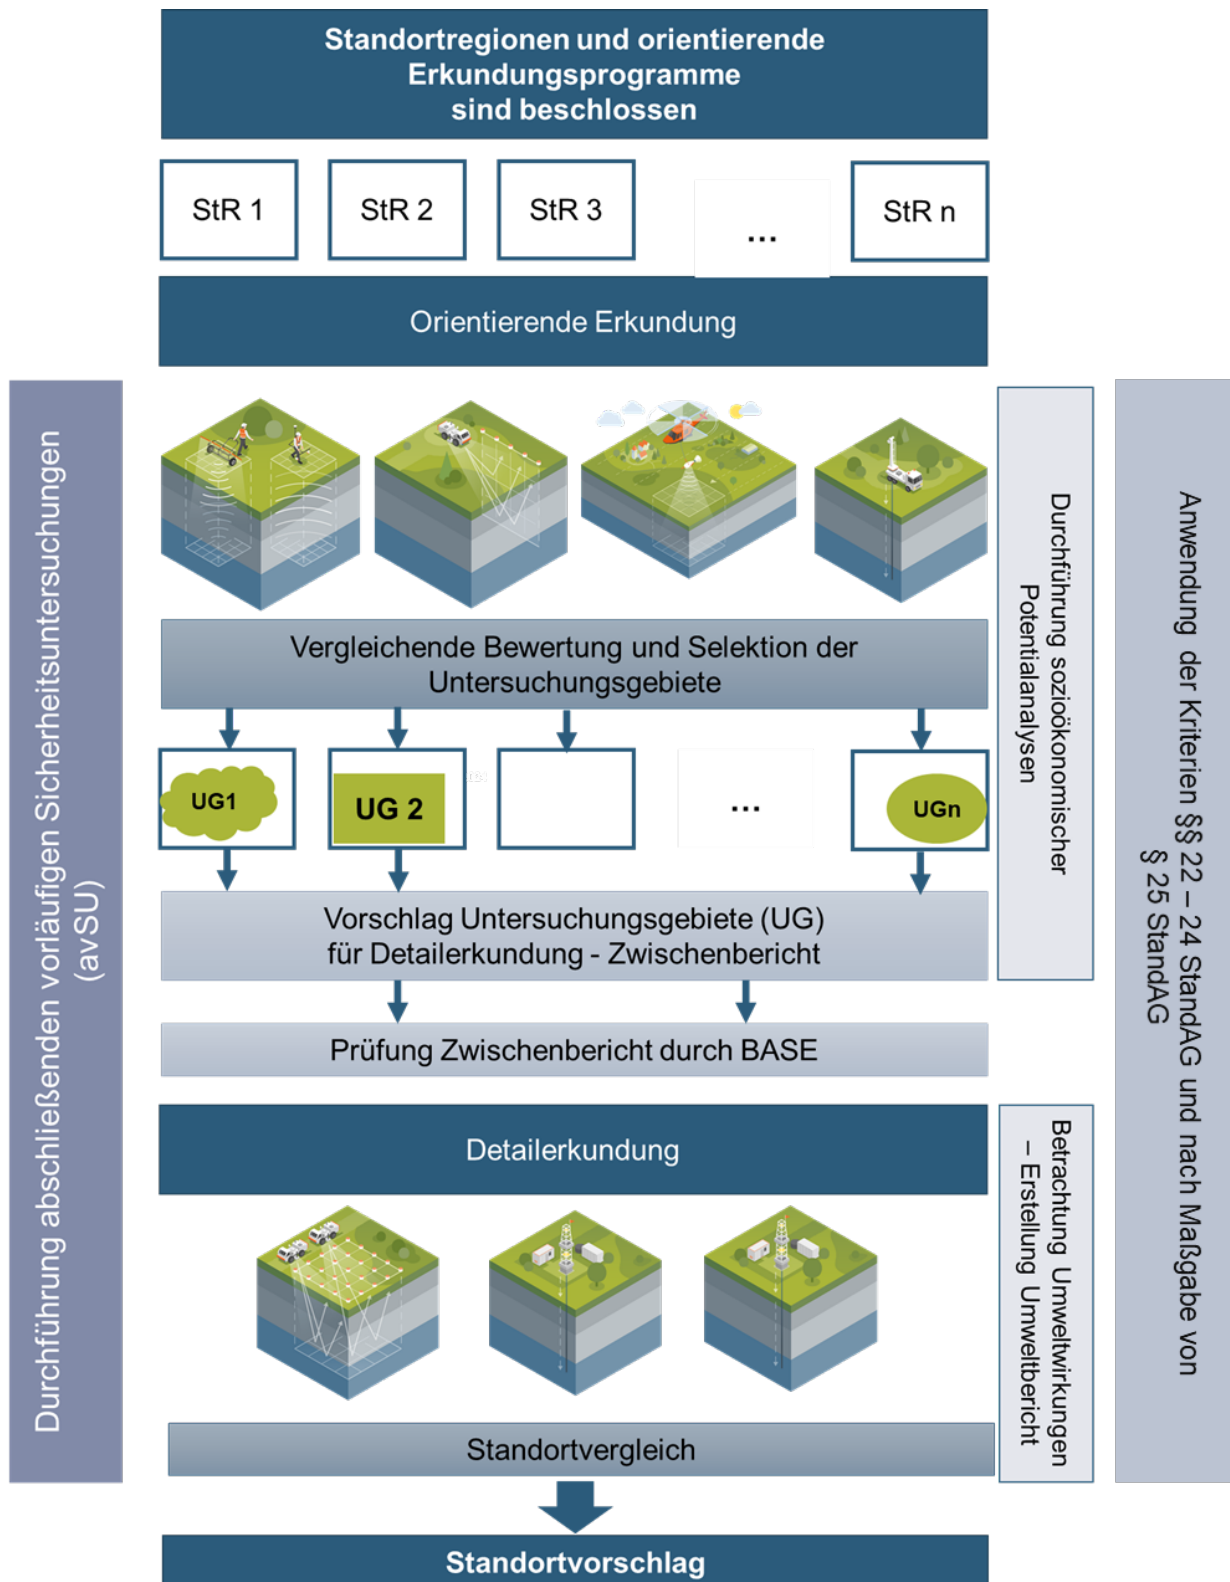 Standortregionen und orientierende
Erkundungsprogramme
sind beschlossen
StR 1
StR 2
StR 3
...
StR n
Orientierende Erkundung
Durchführung abschließenden vorläufigen Sicherheitsuntersuchungen
(avSU)
Vergleichende Bewertung und Selektion der
Untersuchungsgebiete
UG1
UG 2
...
UGn
Vorschlag Untersuchungsgebiete (UG)
für Detailerkundung - Zwischenbericht
Prüfung Zwischenbericht durch BASE
Durchführung sozioökonomischer
Potentialanalysen
Anwendung der Kriterien §§ 22 – 24 StandAG und nach Maßgabe von
§ 25 StandAG
Detailerkundung
Betrachtung Umweltwirkungen
– Erstellung Umweltbericht
Standortvergleich
Standortvorschlag